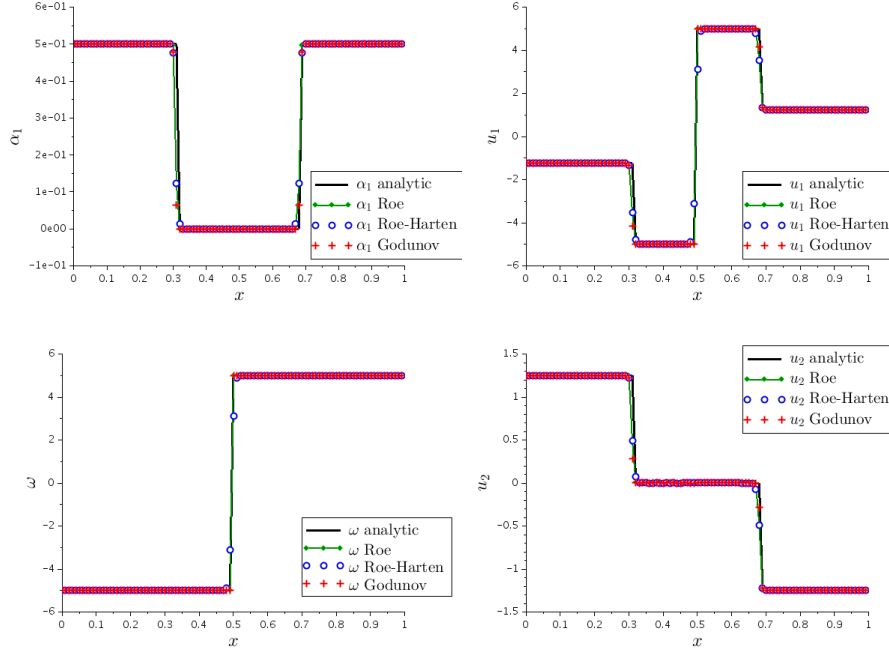 6e−01
5e−01
4e−01
3e−01
2e−01
1e−01
0e00
−1e−01
α₁
0 0.1 0.2 0.3 0.4 0.5 0.6 0.7 0.8 0.9 1
x
α₁ analytic
α₁ Roe
α₁ Roe-Harten
α₁ Godunov
4
2
0
−2
−4
−6
u₁
0 0.1 0.2 0.3 0.4 0.5 0.6 0.7 0.8 0.9 1
x
u₁ analytic
u₁ Roe
u₁ Roe-Harten
u₁ Godunov
6
4
2
0
−2
−4
−6
ω
0 0.1 0.2 0.3 0.4 0.5 0.6 0.7 0.8 0.9 1
x
ω analytic
ω Roe
ω Roe-Harten
ω Godunov
1.5
1
0.5
0
−0.5
−1
−1.5
u₂
0 0.1 0.2 0.3 0.4 0.5 0.6 0.7 0.8 0.9 1
x
u₂ analytic
u₂ Roe
u₂ Roe-Harten
u₂ Godunov